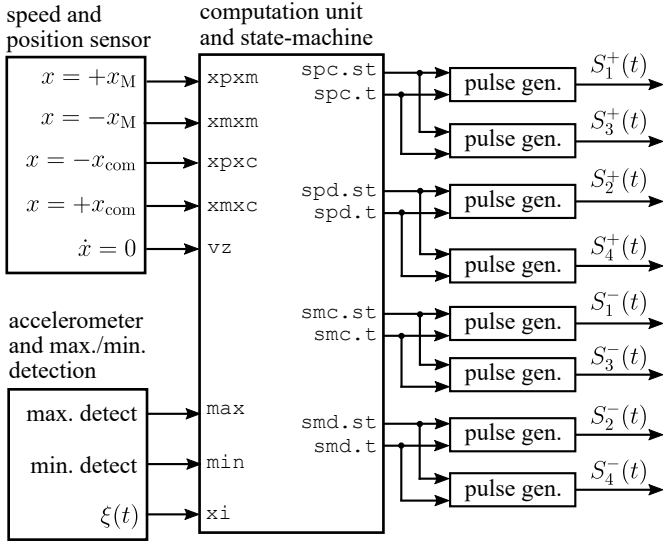 speed and
position sensor
x = +x_M
x = −x_M
x = −x_com
x = +x_com
ẋ = 0
accelerometer
and max./min.
detection
max. detect
min. detect
ξ(t)
computation unit
and state-machine
xpxm
xmxm
xpxc
xmxc
vz
max
min
xi
spc.st
spc.t
spd.st
spd.t
smc.st
smc.t
smd.st
smd.t
pulse gen.
S_1^+(t)
pulse gen.
S_3^+(t)
pulse gen.
S_2^+(t)
pulse gen.
S_4^+(t)
pulse gen.
S_1^−(t)
pulse gen.
S_3^−(t)
pulse gen.
S_2^−(t)
pulse gen.
S_4^−(t)